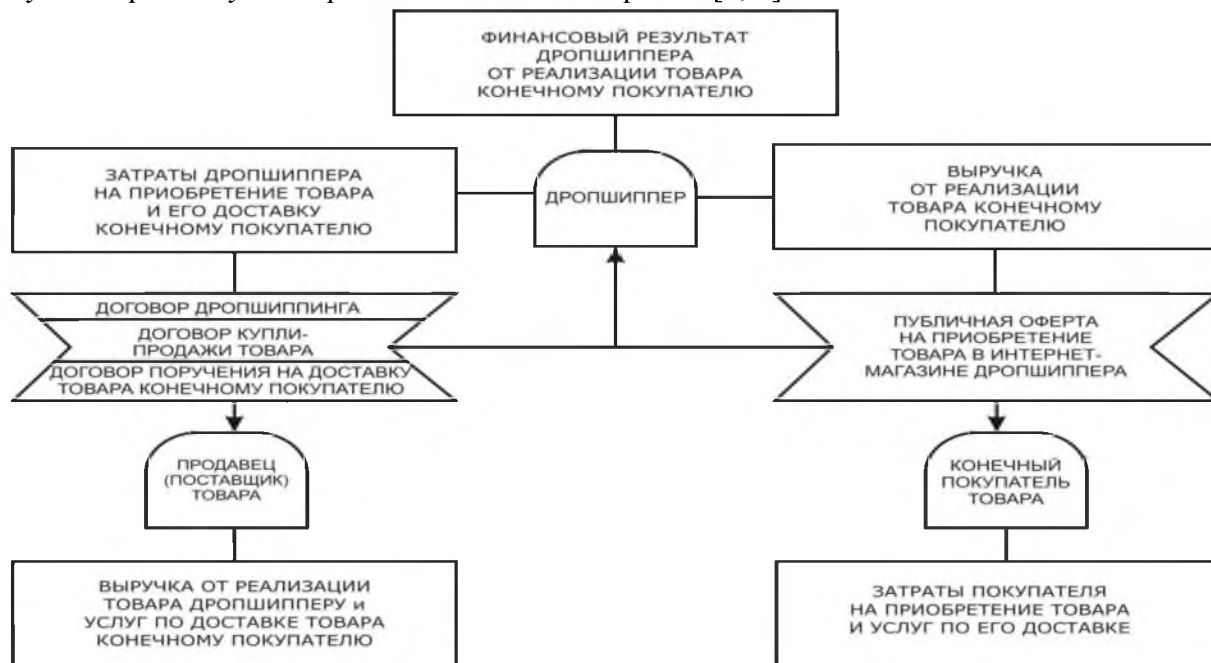 ФИНАНСОВЫЙ РЕЗУЛЬТАТ
ДРОПШИППЕРА
ОТ РЕАЛИЗАЦИИ ТОВАРА
КОНЕЧНОМУ ПОКУПАТЕЛЮ
ЗАТРАТЫ ДРОПШИППЕРА
НА ПРИОБРЕТЕНИЕ ТОВАРА
И ЕГО ДОСТАВКУ
КОНЕЧНОМУ ПОКУПАТЕЛЮ
ДРОПШИППЕР
ВЫРУЧКА
ОТ РЕАЛИЗАЦИИ
ТОВАРА КОНЕЧНОМУ
ПОКУПАТЕЛЮ
ДОГОВОР ДРОПШИППИНГА
ДОГОВОР КУПЛИ-
ПРОДАЖИ ТОВАРА
ДОГОВОР ПОРУЧЕНИЯ НА ДОСТАВКУ
ТОВАРА КОНЕЧНОМУ ПОКУПАТЕЛЮ
ПУБЛИЧНАЯ ОФЕРТА
НА ПРИОБРЕТЕНИЕ
ТОВАРА В ИНТЕРНЕТ-
МАГАЗИНЕ ДРОПШИППЕРА
ПРОДАВЕЦ
(ПОСТАВЩИК)
ТОВАРА
КОНЕЧНЫЙ
ПОКУПАТЕЛЬ
ТОВАРА
ВЫРУЧКА ОТ РЕАЛИЗАЦИИ
ТОВАРА ДРОПШИППЕРУ и
УСЛУГ ПО ДОСТАВКЕ ТОВАРА
КОНЕЧНОМУ ПОКУПАТЕЛЮ
ЗАТРАТЫ ПОКУПАТЕЛЯ
НА ПРИОБРЕТЕНИЕ ТОВАРА
И УСЛУГ ПО ЕГО ДОСТАВКЕ